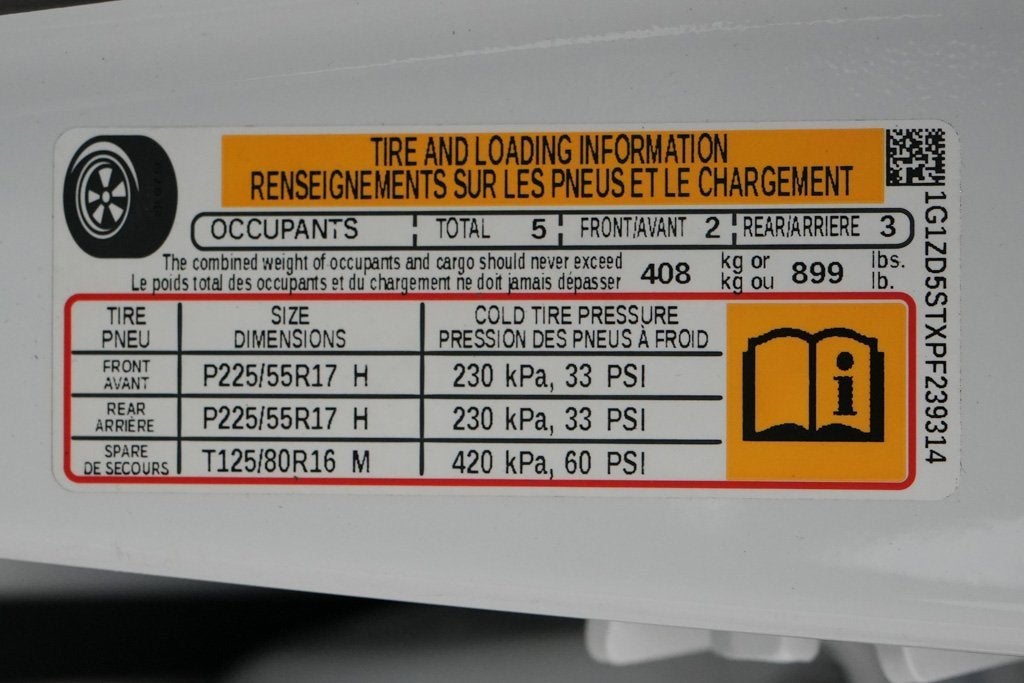 TIRE AND LOADING INFORMATION
RENSEIGNEMENTS SUR LES PNEUS ET LE CHARGEMENT
OCCUPANTS TOTAL 5 FRONT/AVANT 2 REAR/ARRIERE 3
The combined weight of occupants and cargo should never exceed 408 kg or 899 lbs.
Le poids total des occupants et du chargement ne doit jamais dépasser kg ou lb.
TIRE SIZE COLD TIRE PRESSURE
PNEU DIMENSIONS PRESSION DES PNEUS À FROID
FRONT
AVANT P225/55R17 H 230 kPa, 33 PSI
REAR
ARRIÈRE P225/55R17 H 230 kPa, 33 PSI
SPARE
DE SECOURS T125/80R16 M 420 kPa, 60 PSI
i
1G1ZD5STXPF239314